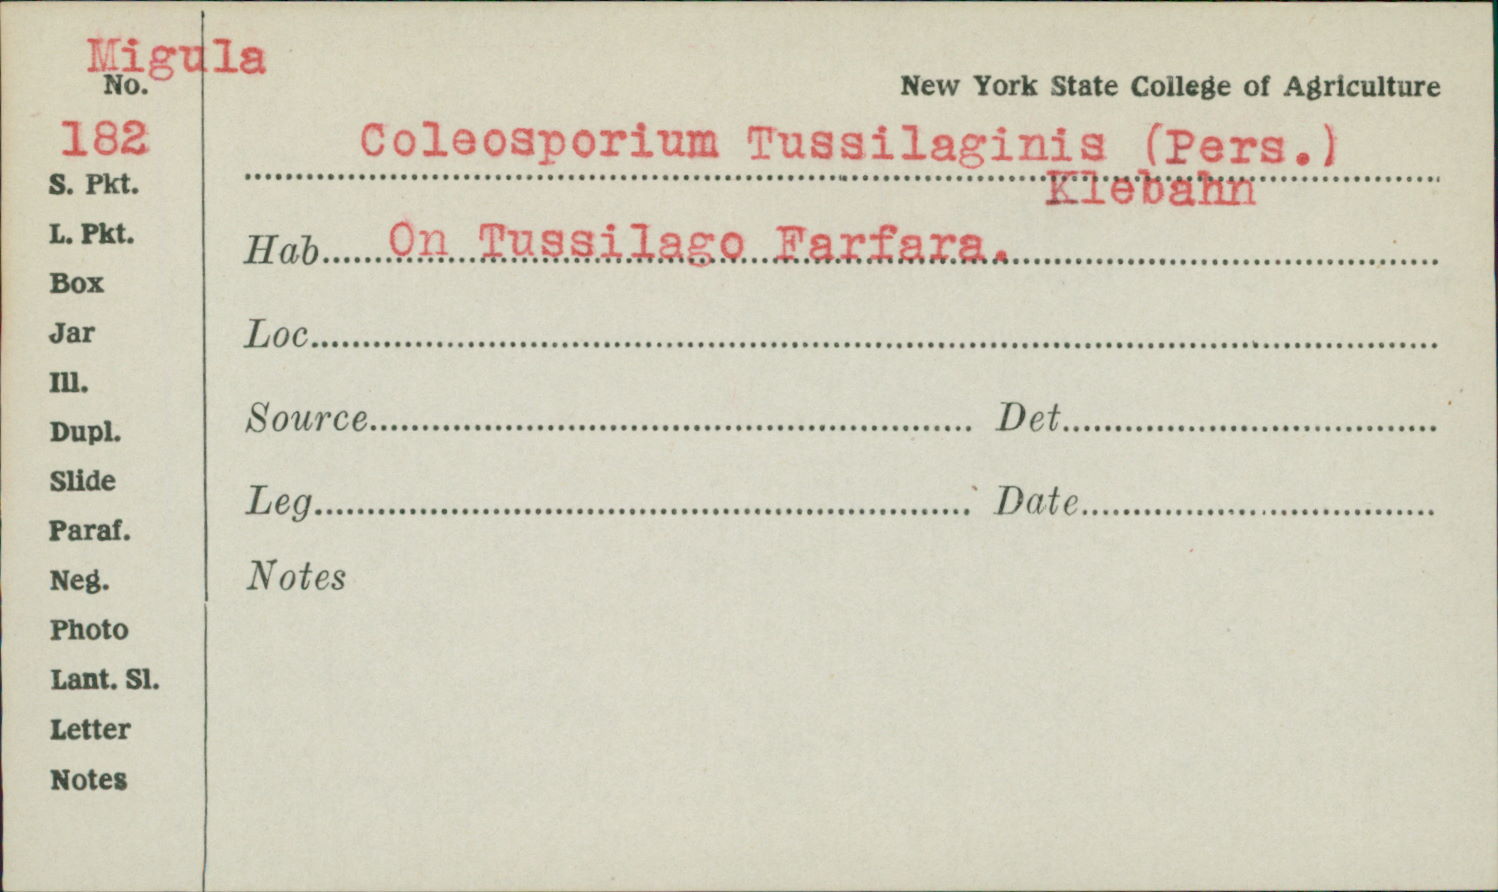 Migula
No.
New York State College of Agriculture
182
Coleosporium Tussilaginis (Pers.)
Klebahn
S. Pkt.
L. Pkt.
Hab. On Tussilago Farfara.
Box
Jar
Loc.
Ill.
Dupl.
Source Det.
Slide
Leg. Date
Paraf.
Neg.
Notes
Photo
Lant. Sl.
Letter
Notes